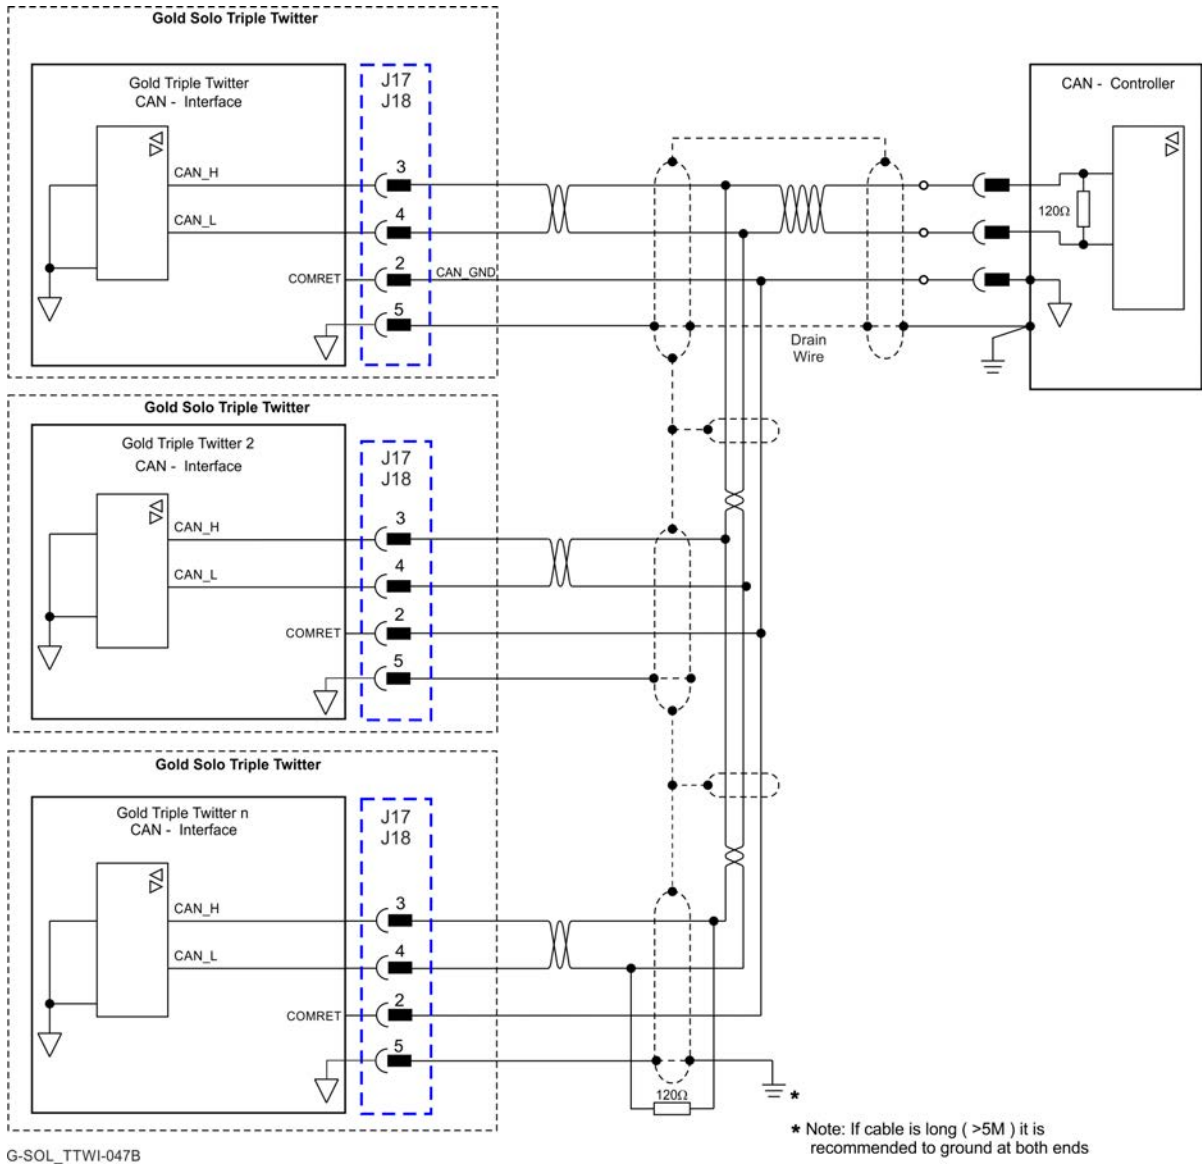 Gold Solo Triple Twitter
Gold Triple Twitter
CAN - Interface
J17
J18
CAN - Controller
CAN_H
3
CAN_L
4
120Ω
COMRET
2
CAN_GND
5
Drain
Wire
Gold Solo Triple Twitter
Gold Triple Twitter 2
CAN - Interface
J17
J18
CAN_H
3
CAN_L
4
COMRET
2
5
Gold Solo Triple Twitter
Gold Triple Twitter n
CAN - Interface
J17
J18
CAN_H
3
CAN_L
4
COMRET
2
5
120Ω
*
* Note: If cable is long ( >5M ) it is
recommended to ground at both ends
G-SOL_TTWI-047B